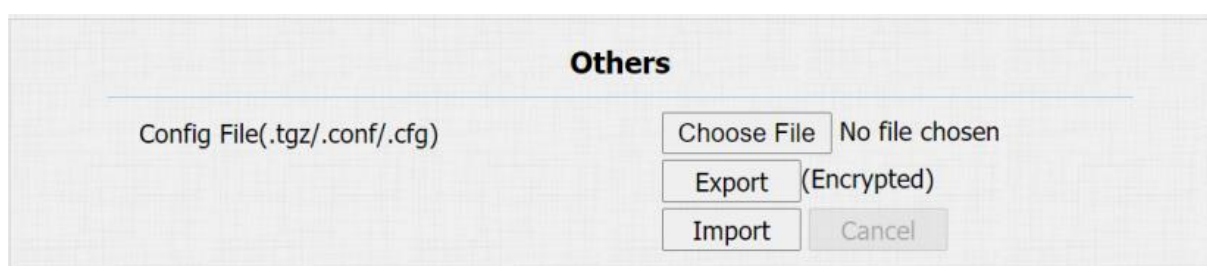 Others
Config File(.tgz/.conf/.cfg) Choose File No file chosen
Export (Encrypted)
Import Cancel